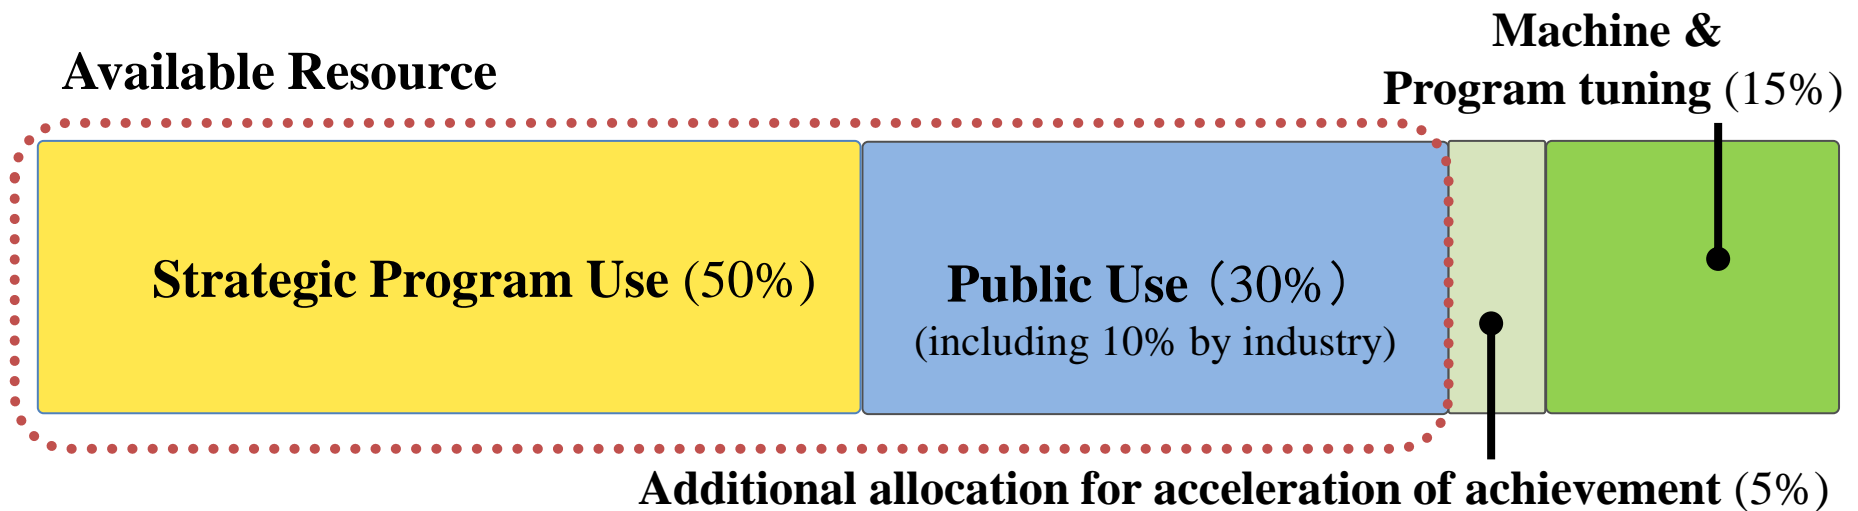 Machine &
Available Resource
Program tuning (15%)
Strategic Program Use (50%)
Public Use（30%）
(including 10% by industry)
Additional allocation for acceleration of achievement (5%)